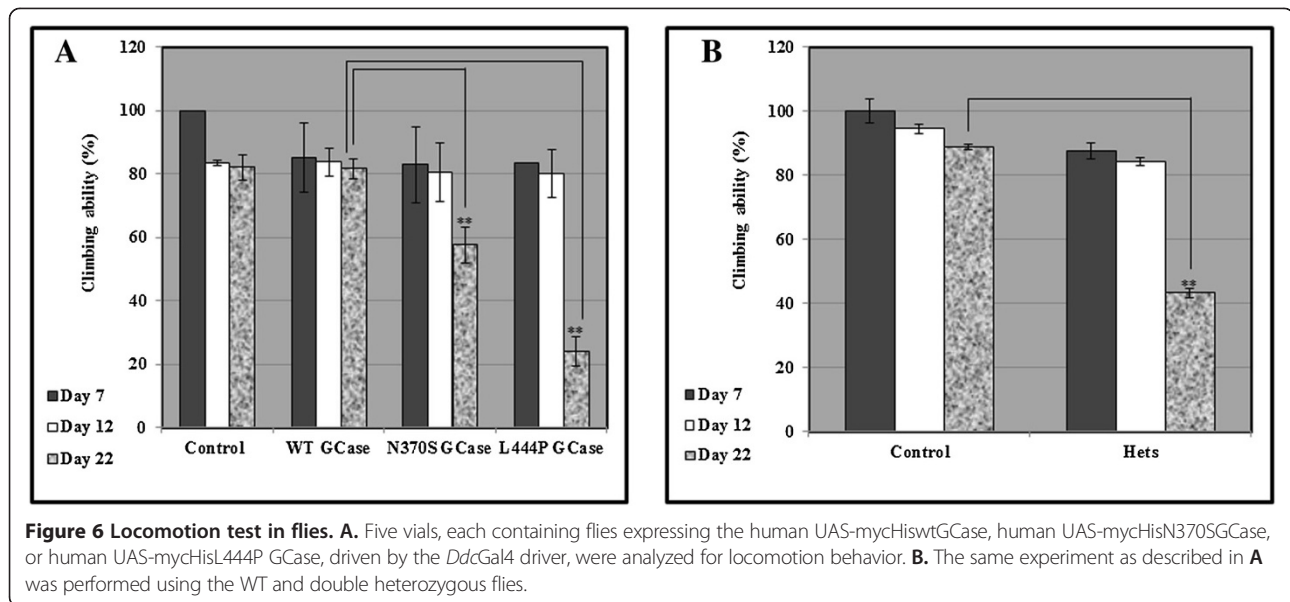 A
120
100
80
60
40
20
0
Climbing ability (%)
**
**
Day 7
Day 12
Day 22
Control WT GCase N370S GCase L444P GCase
B
120
100
80
60
40
20
0
Climbing ability (%)
**
Day 7
Day 12
Day 22
Control Hets
Figure 6 Locomotion test in flies. A. Five vials, each containing flies expressing the human UAS-mycHiswtGCase, human UAS-mycHisN370SGCase,
or human UAS-mycHisL444P GCase, driven by the DdcGal4 driver, were analyzed for locomotion behavior. B. The same experiment as described in A
was performed using the WT and double heterozygous flies.